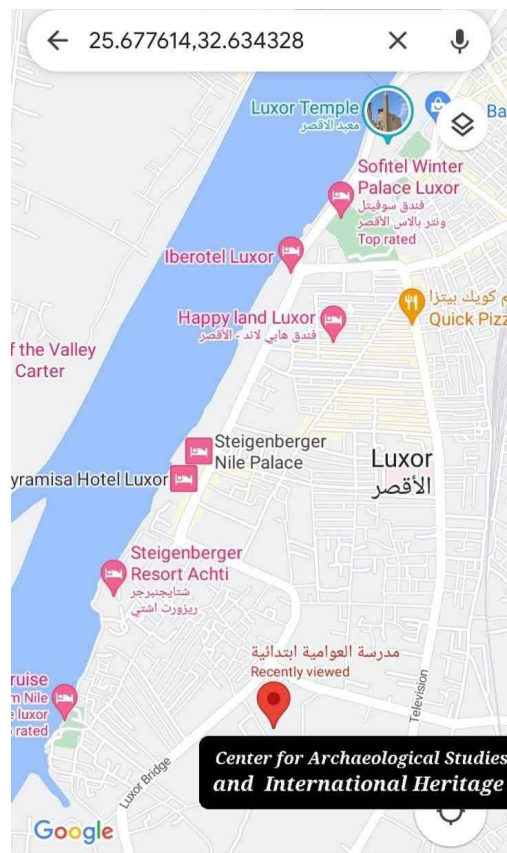 25.677614,32.634328
Luxor Temple
معبد الاقصر
Ba
Sofitel Winter
Palace Luxor
فندق سوفيتل
ونتر بالاس الأقصر
Top rated
Iberotel Luxor
Happy land Luxor
فندق هابي لاند - الأقصر
م كويك بيتزا
Quick Pizz
f the Valley
Carter
Steigenberger
Nile Palace
yramisa Hotel Luxor
Luxor
الأقصر
Steigenberger
Resort Achti
شتايجنبرجر
ريزورت اشتي
مدرسة العوامية ابتدائية
Recently viewed
ruise
m Nile
e luxor
o rated
Television
Luxor Bridge
Center for Archaeological Studies
and International Heritage
Google